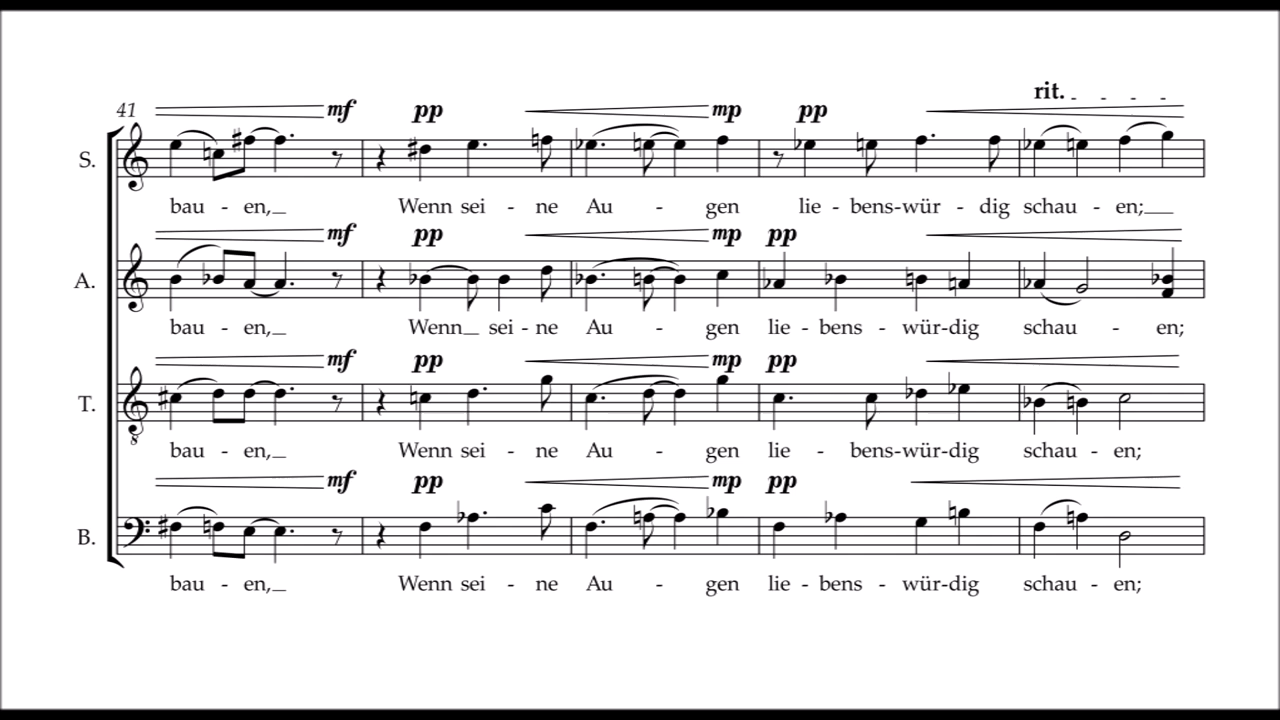 rit. _ _ _ _
41 mf pp mp pp
S.
bau - en,_ Wenn sei - ne Au - gen lie - bens-wür - dig schau - en;_
mf pp mp pp
A.
bau - en,_ Wenn_ sei - ne Au - gen lie - bens - wür-dig schau - en;
mf pp mp pp
T.
8
bau - en,_ Wenn sei - ne Au - gen lie - bens-wür-dig schau - en;
mf pp mp pp
B.
bau - en,_ Wenn sei - ne Au - gen lie - bens - wür-dig schau - en;